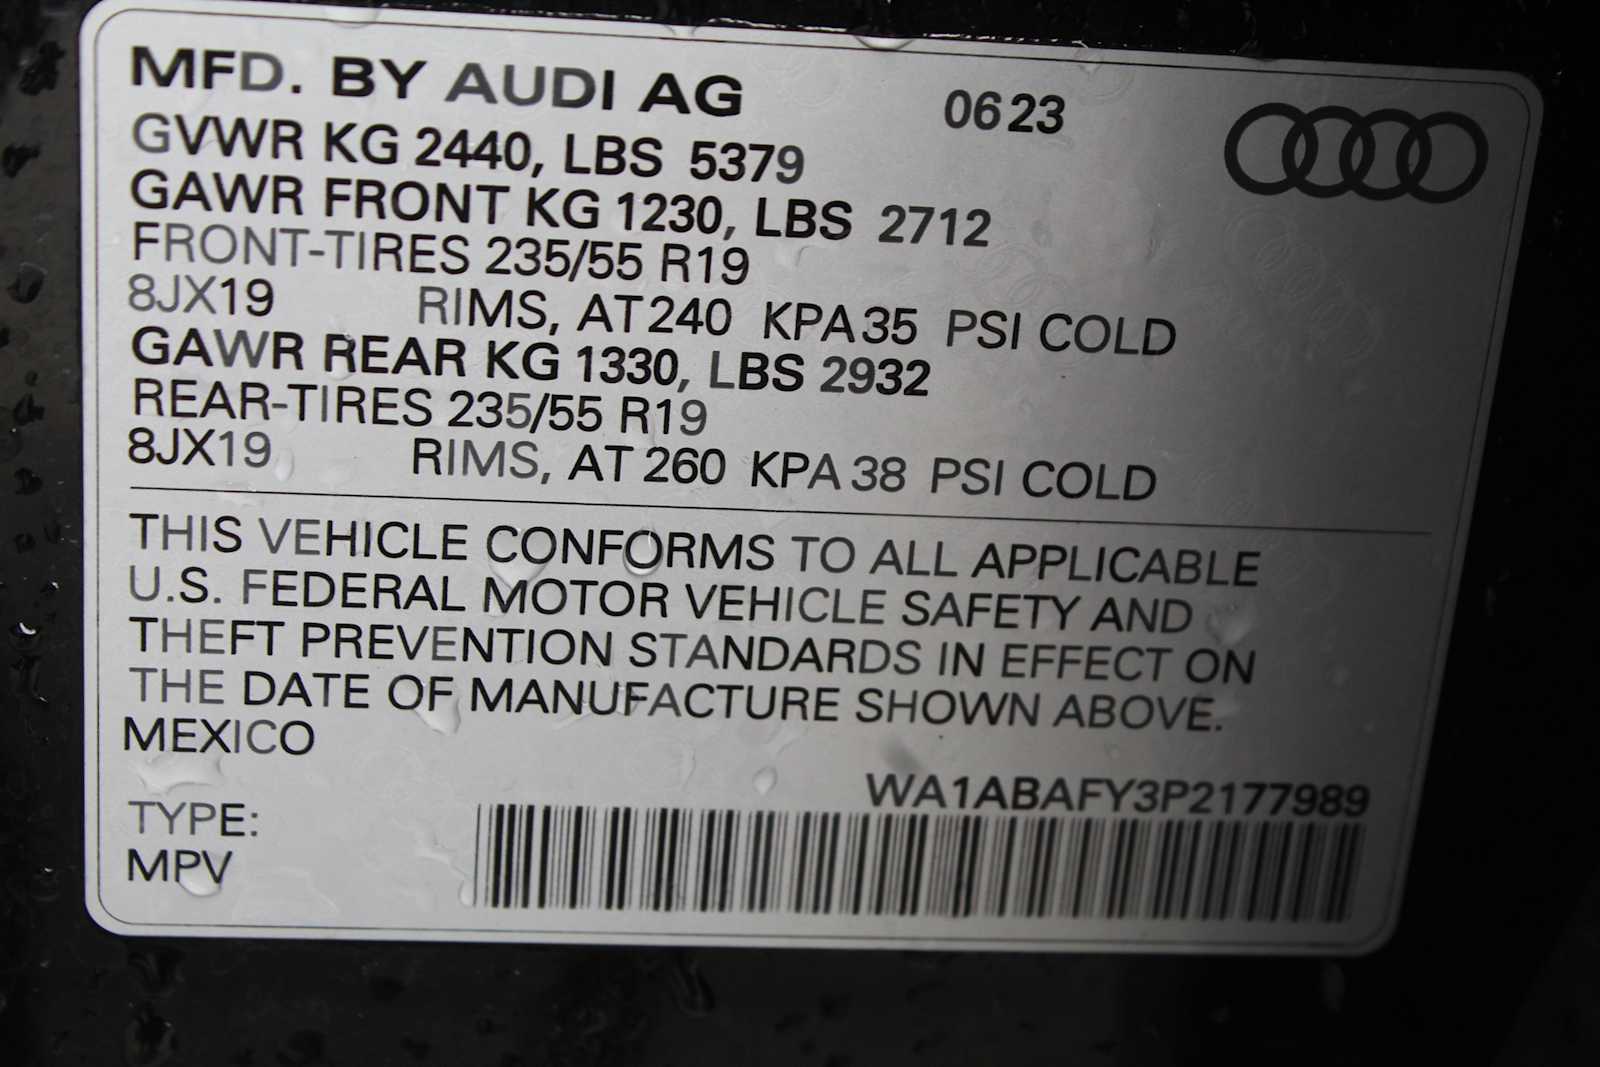 MFD. BY AUDI AG 06 23
GVWR KG 2440, LBS 5379
GAWR FRONT KG 1230, LBS 2712
FRONT-TIRES 235/55 R19
8JX19 RIMS, AT 240 KPA 35 PSI COLD
GAWR REAR KG 1330, LBS 2932
REAR-TIRES 235/55 R19
8JX19 RIMS, AT 260 KPA 38 PSI COLD
THIS VEHICLE CONFORMS TO ALL APPLICABLE
U.S. FEDERAL MOTOR VEHICLE SAFETY AND
THEFT PREVENTION STANDARDS IN EFFECT ON
THE DATE OF MANUFACTURE SHOWN ABOVE.
MEXICO
WA1ABAFY3P2177989
TYPE:
MPV